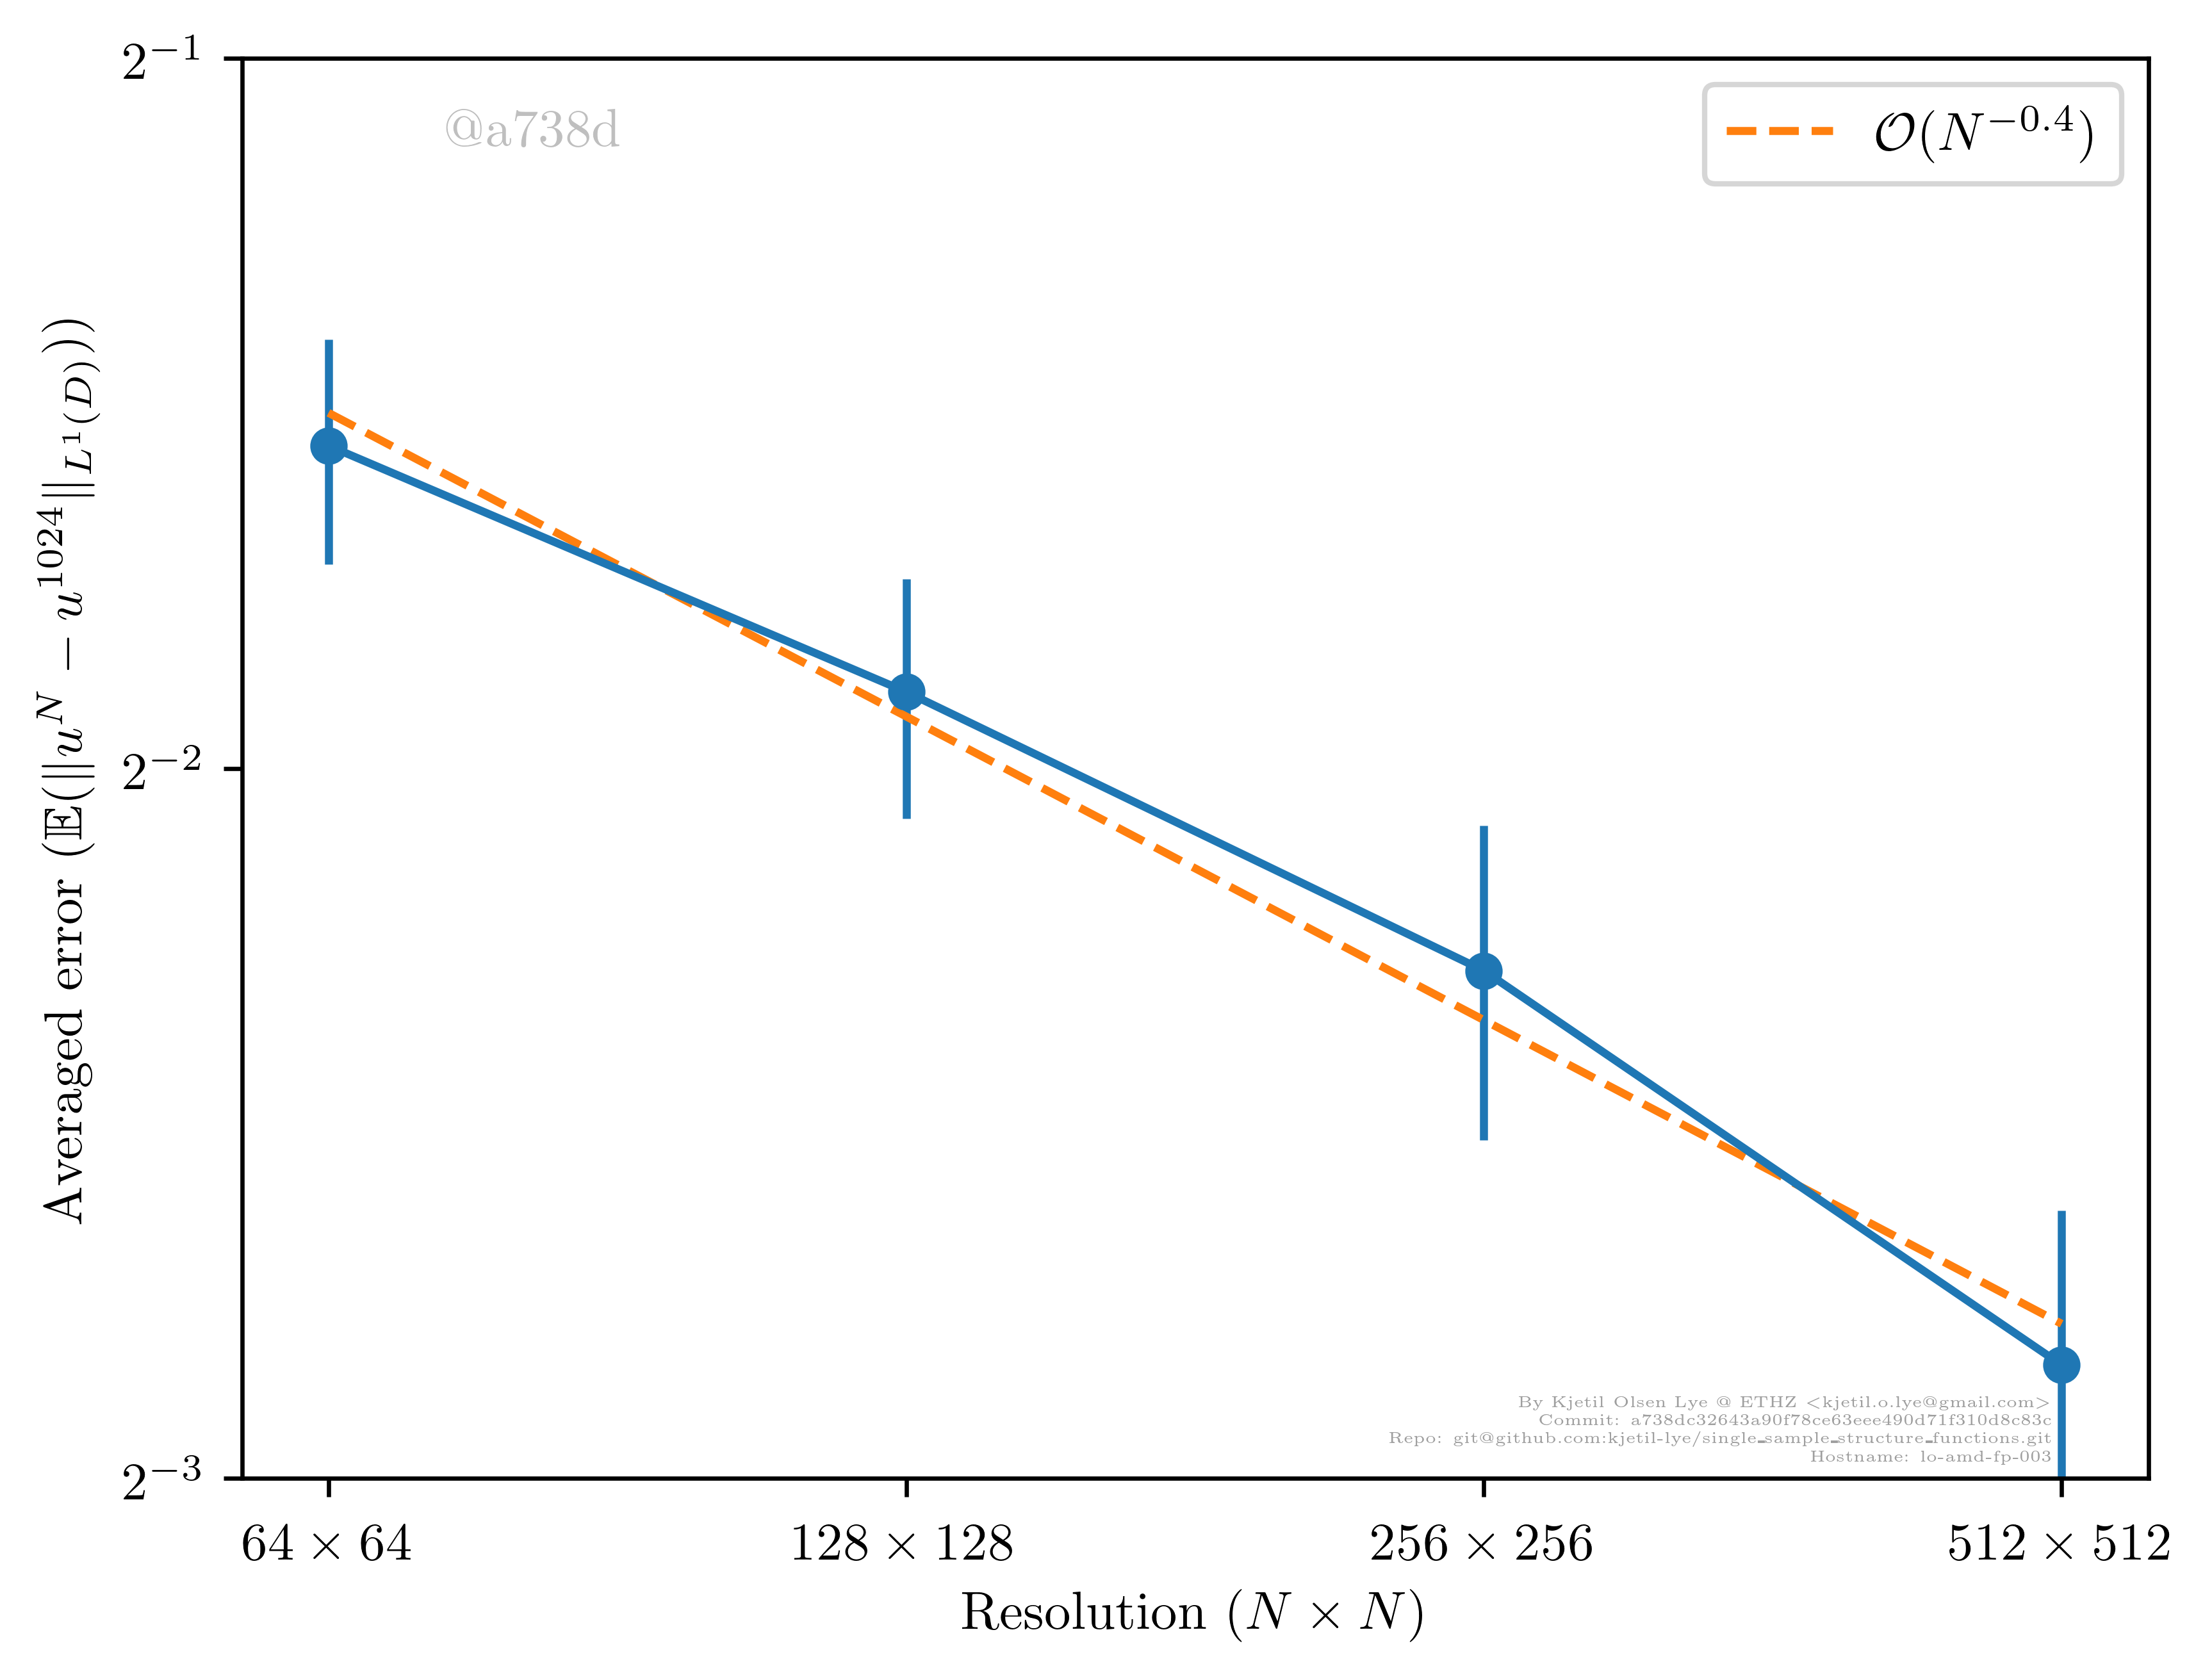 2^{-1}
@a738d
𝒪(N^{-0.4})
Averaged error (𝔼(||u^N − u^{1024}||_{L^1(D)}))
2^{-2}
By Kjetil Olsen Lye @ ETHZ <kjetil.o.lye@gmail.com>
Commit: a738dc32643a90f78ce63eee490d71f310d8c83c
Repo: git@github.com:kjetil-lye/single_sample_structure_functions.git
Hostname: lo-amd-fp-003
2^{-3}
64 × 64 128 × 128 256 × 256 512 × 512
Resolution (N × N)